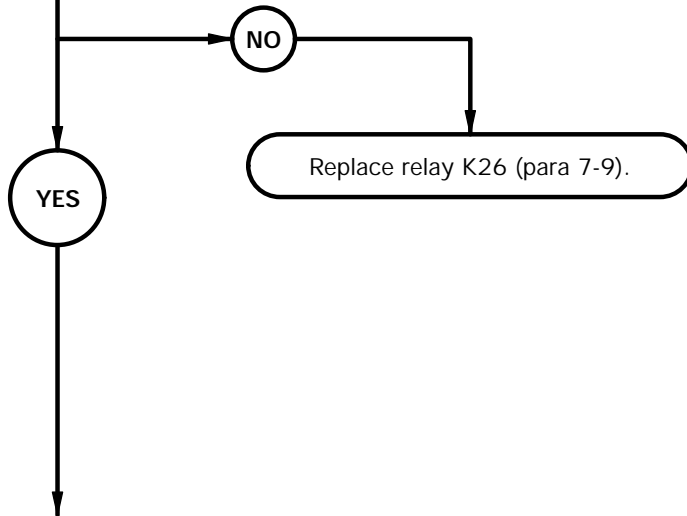 NO
Replace relay K26 (para 7-9).
YES